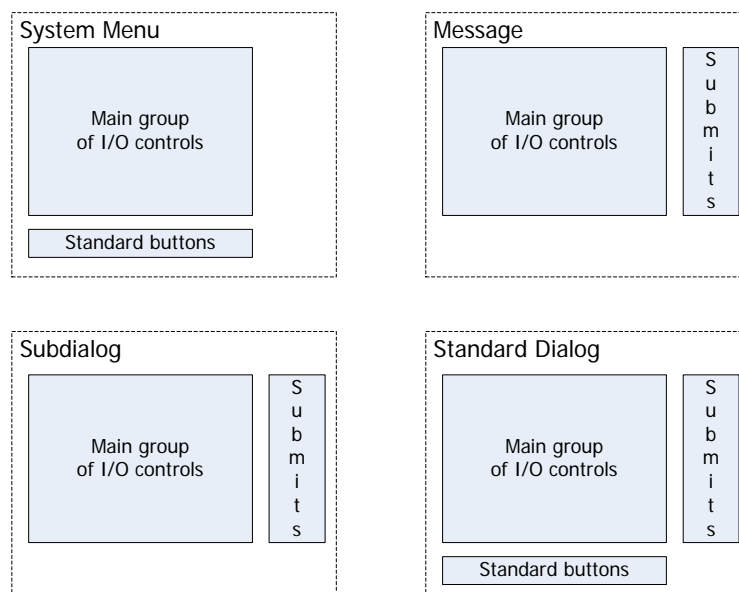 System Menu
Main group
of I/O controls
Standard buttons
Message
Main group
of I/O controls
S
u
b
m
i
t
s
Subdialog
Main group
of I/O controls
S
u
b
m
i
t
s
Standard Dialog
Main group
of I/O controls
S
u
b
m
i
t
s
Standard buttons